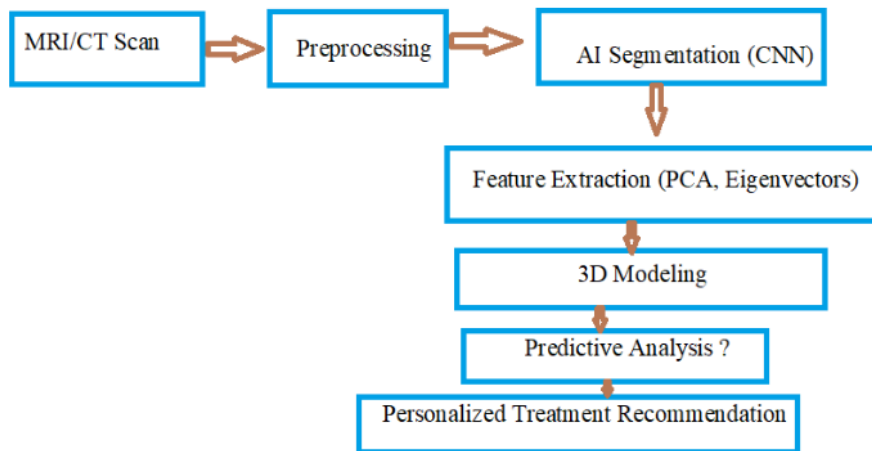 MRI/CT Scan
Preprocessing
AI Segmentation (CNN)
Feature Extraction (PCA, Eigenvectors)
3D Modeling
Predictive Analysis ?
Personalized Treatment Recommendation